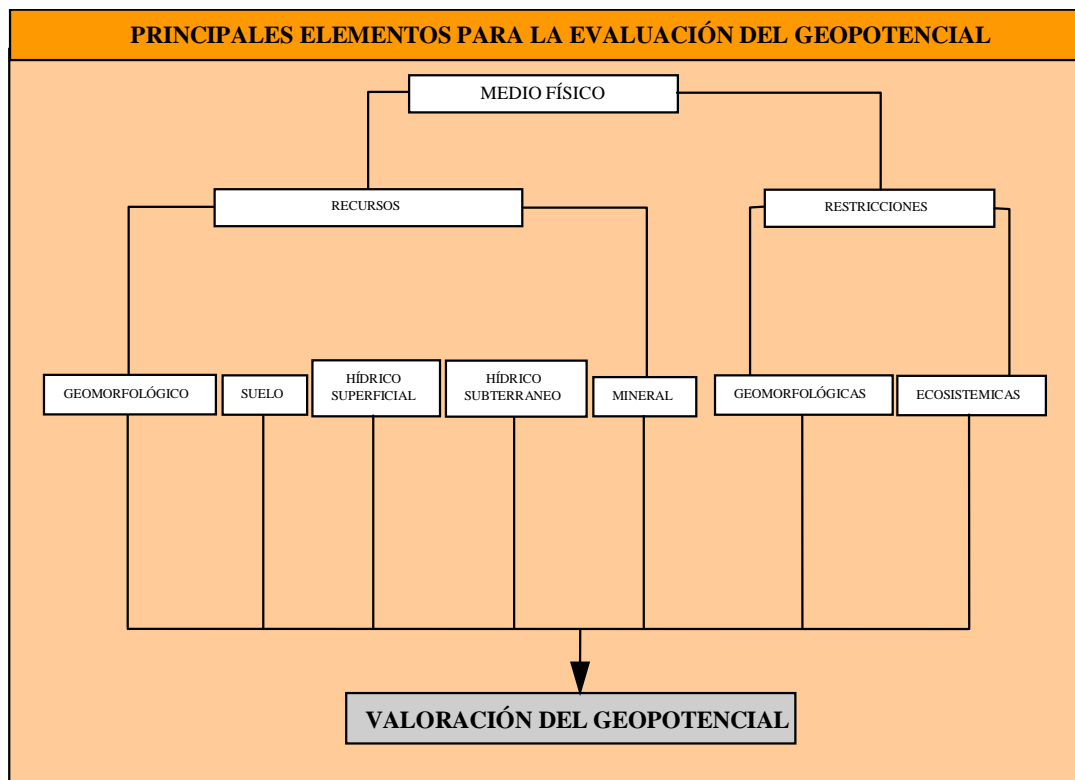 PRINCIPALES ELEMENTOS PARA LA EVALUACIÓN DEL GEOPOTENCIAL
MEDIO FÍSICO
RECURSOS
RESTRICCIONES
GEOMORFOLÓGICO
SUELO
HÍDRICO
SUPERFICIAL
HÍDRICO
SUBTERRANEO
MINERAL
GEOMORFOLÓGICAS
ECOSISTEMICAS
VALORACIÓN DEL GEOPOTENCIAL